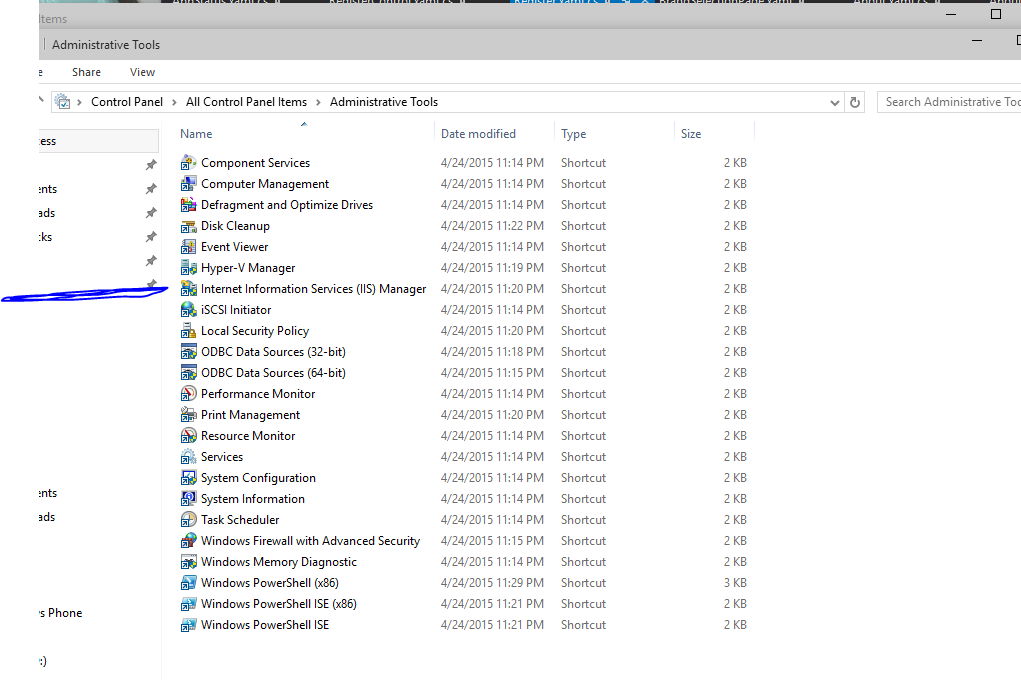 Items
Administrative Tools
Share View
Control Panel All Control Panel Items Administrative Tools Search Administrative
Name Date modified Type Size
Component Services 4/24/2015 11:14 PM Shortcut 2 KB
Computer Management 4/24/2015 11:14 PM Shortcut 2 KB
Defragment and Optimize Drives 4/24/2015 11:14 PM Shortcut 2 KB
Disk Cleanup 4/24/2015 11:22 PM Shortcut 2 KB
Event Viewer 4/24/2015 11:14 PM Shortcut 2 KB
Hyper-V Manager 4/24/2015 11:19 PM Shortcut 2 KB
Internet Information Services (IIS) Manager 4/24/2015 11:20 PM Shortcut 2 KB
iSCSI Initiator 4/24/2015 11:14 PM Shortcut 2 KB
Local Security Policy 4/24/2015 11:20 PM Shortcut 2 KB
ODBC Data Sources (32-bit) 4/24/2015 11:18 PM Shortcut 2 KB
ODBC Data Sources (64-bit) 4/24/2015 11:15 PM Shortcut 2 KB
Performance Monitor 4/24/2015 11:14 PM Shortcut 2 KB
Print Management 4/24/2015 11:20 PM Shortcut 2 KB
Resource Monitor 4/24/2015 11:14 PM Shortcut 2 KB
Services 4/24/2015 11:14 PM Shortcut 2 KB
System Configuration 4/24/2015 11:14 PM Shortcut 2 KB
System Information 4/24/2015 11:14 PM Shortcut 2 KB
Task Scheduler 4/24/2015 11:14 PM Shortcut 2 KB
Windows Firewall with Advanced Security 4/24/2015 11:15 PM Shortcut 2 KB
Windows Memory Diagnostic 4/24/2015 11:14 PM Shortcut 2 KB
Windows PowerShell (x86) 4/24/2015 11:29 PM Shortcut 3 KB
Windows PowerShell ISE (x86) 4/24/2015 11:21 PM Shortcut 2 KB
Windows PowerShell ISE 4/24/2015 11:21 PM Shortcut 2 KB
ess
ents
ads
cks
ents
ads
s Phone
:)